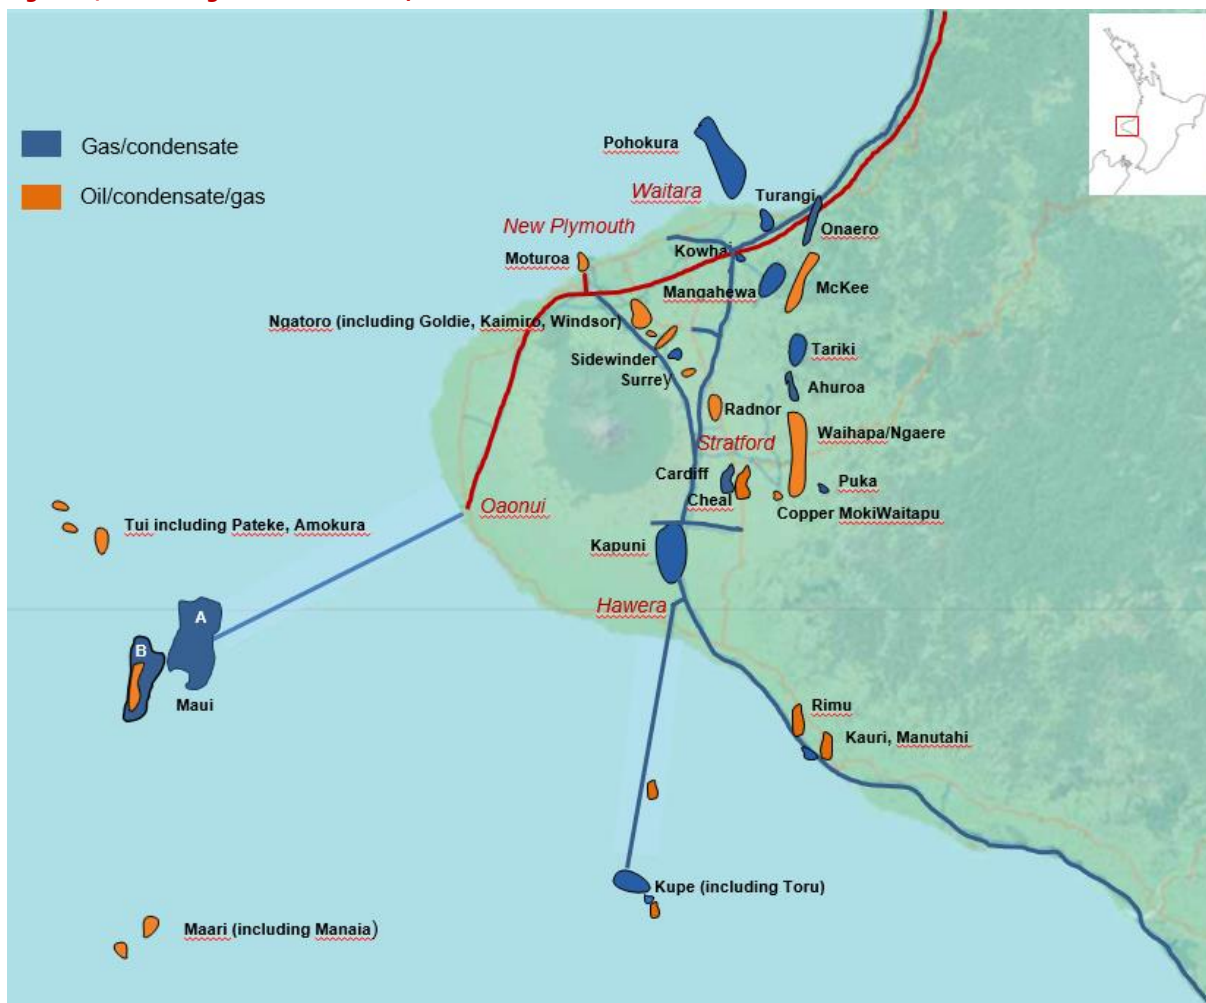 Gas/condensate
Oil/condensate/gas
Pohokura
Waitara
Turangi
New Plymouth
Onaero
Moturoa
Kowhai
Mangahewa
McKee
Ngatoro (including Goldie, Kaimiro, Windsor)
Sidewinder
Tariki
Surrey
Ahuroa
Radnor
Waihapa/Ngaere
Stratford
Cardiff
Puka
Cheal
Oaonui
Copper MokiWaitapu
Tui including Pateke, Amokura
Kapuni
Hawera
A
B
Maui
Rimu
Kauri, Manutahi
Kupe (including Toru)
Maari (including Manaia)